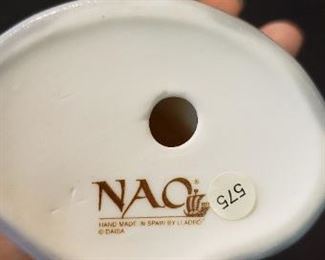 NAO®
HAND MADE IN SPAIN BY LLADRO
© DAISA
575